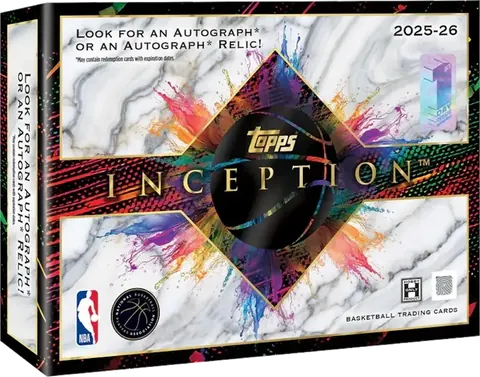 LOOK FOR AN AUTOGRAPH*
OR AN AUTOGRAPH* RELIC!
*May contain redemption cards with expiration dates.
2025-26
LOOK FOR AN AUTOGRAPH*
OR AN AUTOGRAPH* RELIC!
topps
INCEPTION™
NBA
BASKETBALL TRADING CARDS